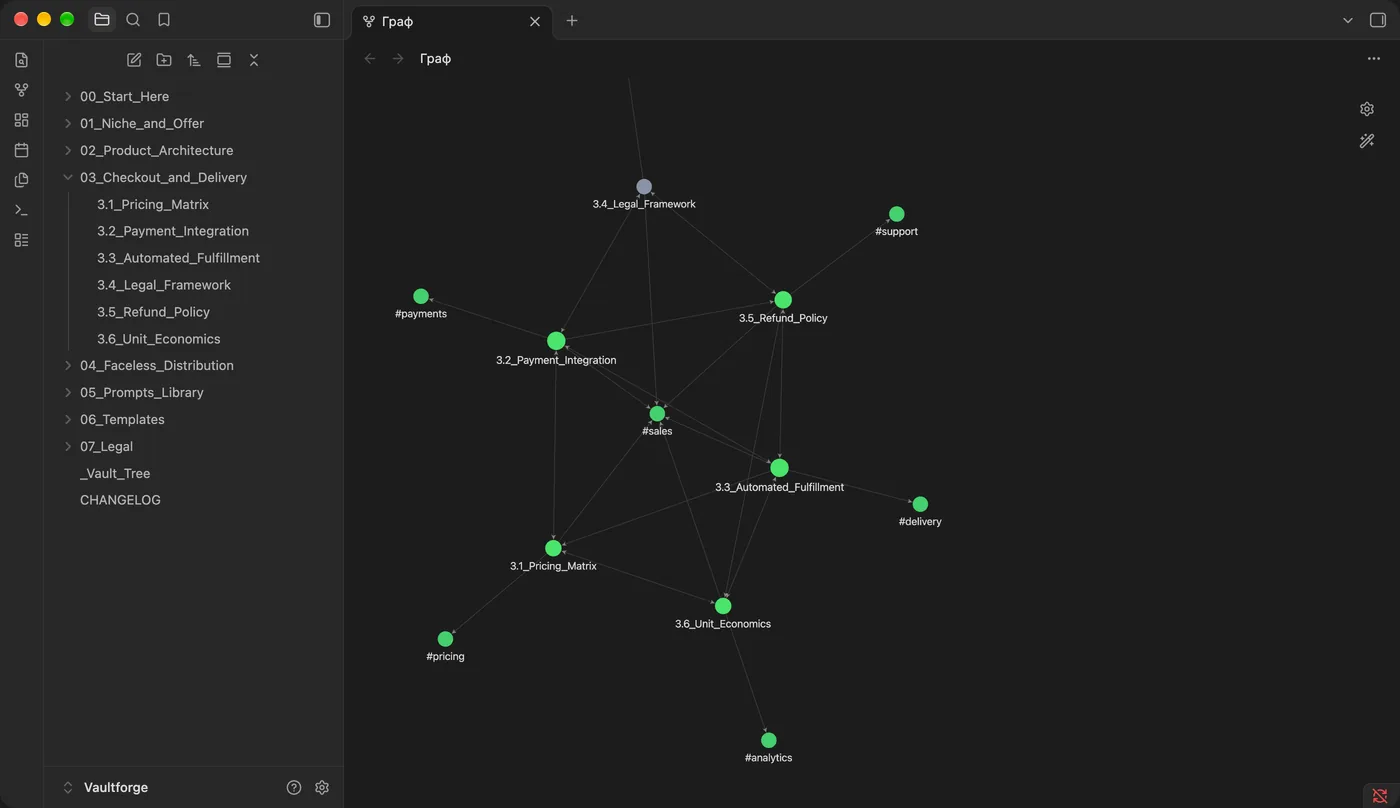 Граф
Граф
00_Start_Here
01_Niche_and_Offer
02_Product_Architecture
03_Checkout_and_Delivery
3.1_Pricing_Matrix
3.2_Payment_Integration
3.3_Automated_Fulfillment
3.4_Legal_Framework
3.5_Refund_Policy
3.6_Unit_Economics
04_Faceless_Distribution
05_Prompts_Library
06_Templates
07_Legal
_Vault_Tree
CHANGELOG
Vaultforge
3.4_Legal_Framework
#support
#payments
3.5_Refund_Policy
3.2_Payment_Integration
#sales
3.3_Automated_Fulfillment
#delivery
3.1_Pricing_Matrix
3.6_Unit_Economics
#pricing
#analytics